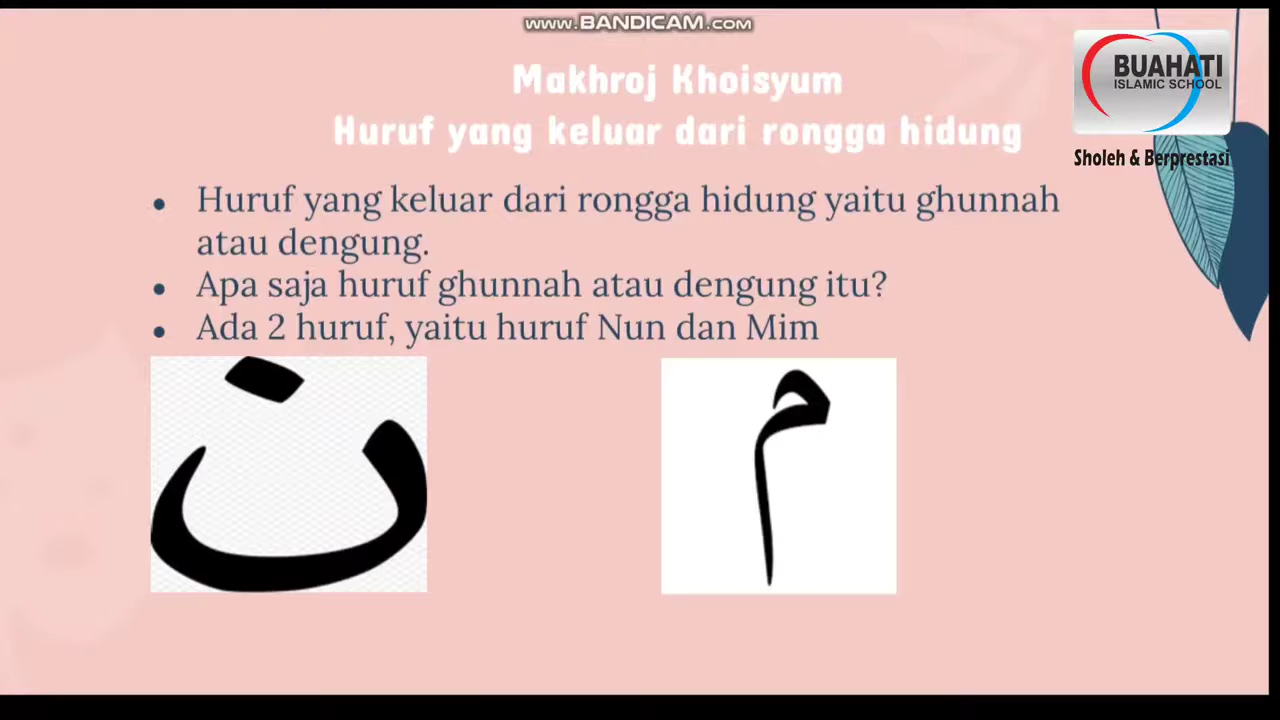 www.BANDICAM.com
BUAHATI
ISLAMIC SCHOOL
Sholeh & Berprestasi
Makhroj Khoisyum
Huruf yang keluar dari rongga hidung
• Huruf yang keluar dari rongga hidung yaitu ghunnah
atau dengung.
• Apa saja huruf ghunnah atau dengung itu?
• Ada 2 huruf, yaitu huruf Nun dan Mim
ن
م